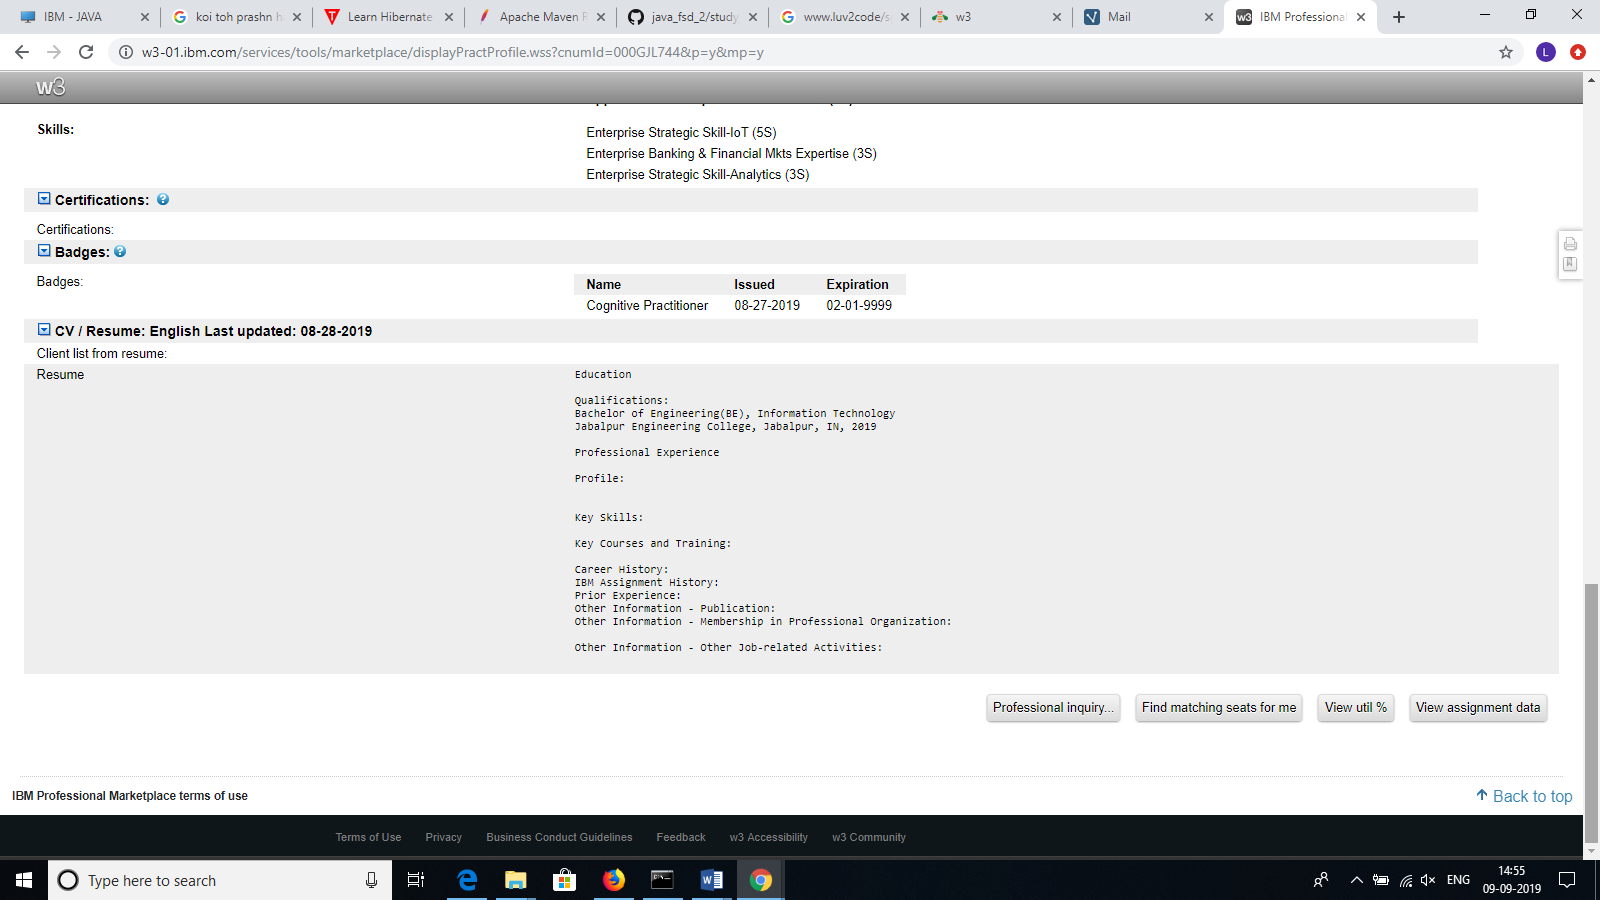 IBM - JAVA
koi toh prashn h
Learn Hibernate
Apache Maven P
java_fsd_2/study
www.luv2code/s
w3
Mail
IBM Professiona
w3-01.ibm.com/services/tools/marketplace/displayPractProfile.wss?cnumId=000GJL744&p=y&mp=y
L
w3
Skills:
Enterprise Strategic Skill-IoT (5S)
Enterprise Banking & Financial Mkts Expertise (3S)
Enterprise Strategic Skill-Analytics (3S)
Certifications:
Certifications:
Badges:
Badges:
Name Issued Expiration
Cognitive Practitioner 08-27-2019 02-01-9999
CV / Resume: English Last updated: 08-28-2019
Client list from resume:
Resume
Education
Qualifications:
Bachelor of Engineering(BE), Information Technology
Jabalpur Engineering College, Jabalpur, IN, 2019
Professional Experience
Profile:
Key Skills:
Key Courses and Training:
Career History:
IBM Assignment History:
Prior Experience:
Other Information - Publication:
Other Information - Membership in Professional Organization:
Other Information - Other Job-related Activities:
Professional inquiry...
Find matching seats for me
View util %
View assignment data
IBM Professional Marketplace terms of use
Back to top
Terms of Use
Privacy
Business Conduct Guidelines
Feedback
w3 Accessibility
w3 Community
Type here to search
ENG
14:55
09-09-2019